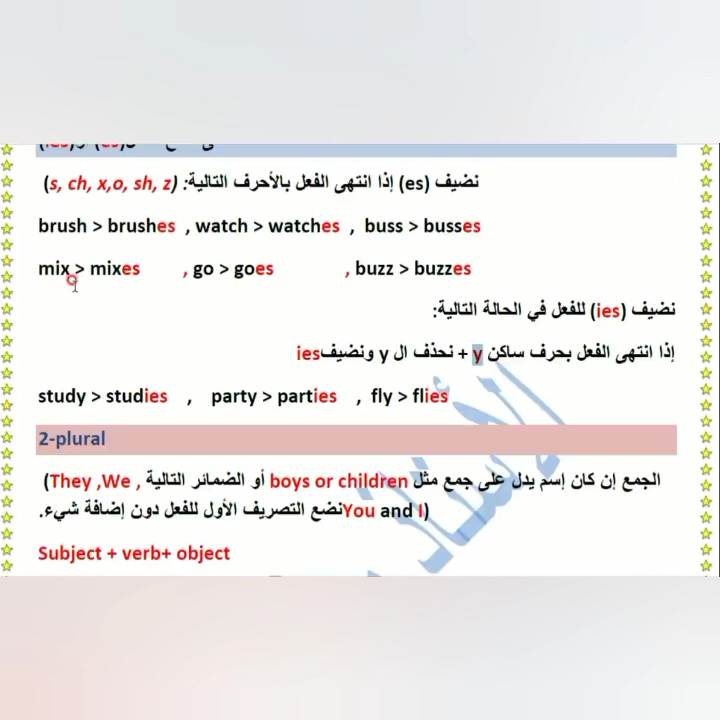 نضيف (es) إذا انتهى الفعل بالأحرف التالية: (s, ch, x,o, sh, z)
brush > brushes , watch > watches , buss > busses
mix > mixes , go > goes , buzz > buzzes
نضيف (ies) للفعل في الحالة التالية:
إذا انتهى الفعل بحرف ساكن + y نحذف ال y ونضيف ies
study > studies , party > parties , fly > flies
2-plural
الجمع إن كان إسم يدل على جمع مثل boys or children أو الضمائر التالية (They ,We ,
You and I) نضع التصريف الأول للفعل دون إضافة شيء.
Subject + verb+ object